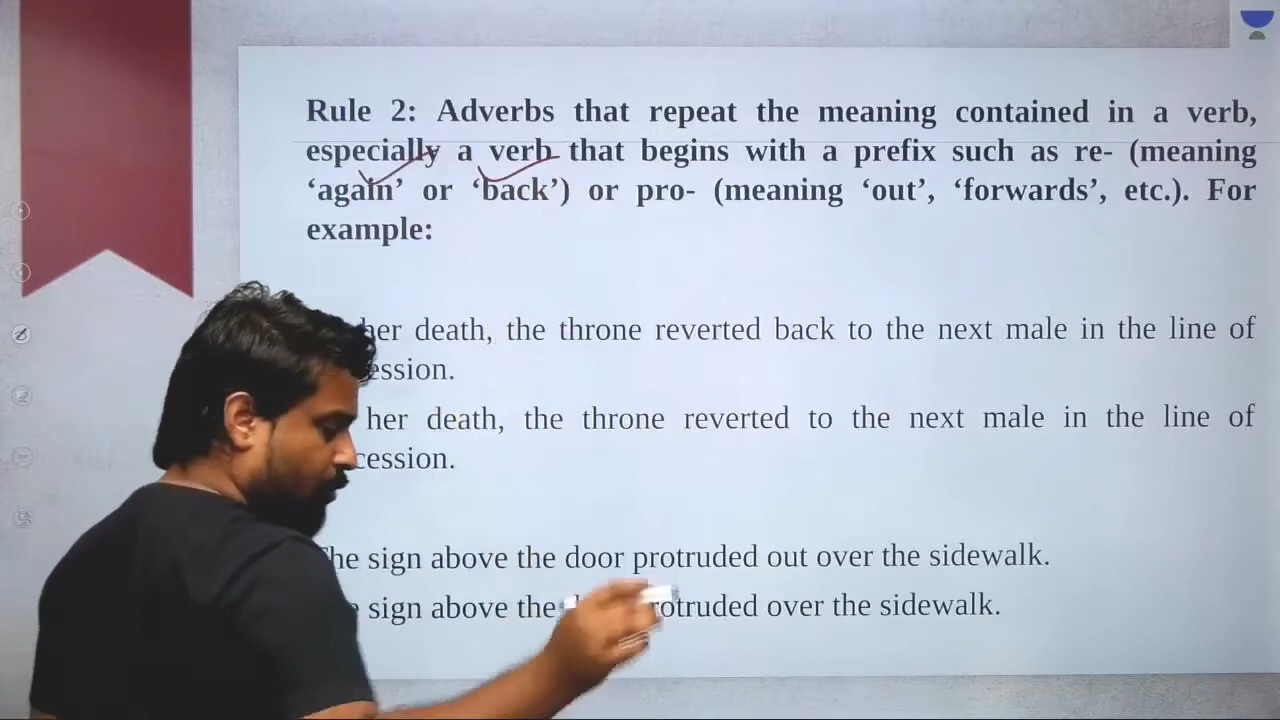 Rule 2: Adverbs that repeat the meaning contained in a verb,
especially a verb that begins with a prefix such as re- (meaning
‘again’ or ‘back’) or pro- (meaning ‘out’, ‘forwards’, etc.). For
example:
her death, the throne reverted back to the next male in the line of
ession.
her death, the throne reverted to the next male in the line of
cession.
The sign above the door protruded out over the sidewalk.
sign above the protruded over the sidewalk.